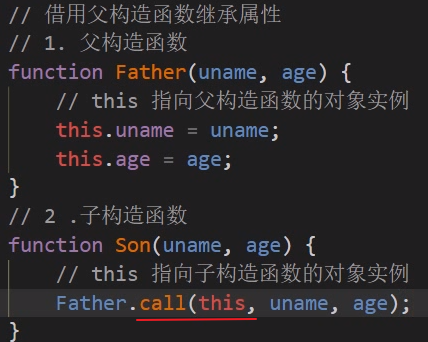 // 借用父构造函数继承属性
// 1. 父构造函数
function Father(uname, age) {
// this 指向父构造函数的对象实例
this.uname = uname;
this.age = age;
}
// 2 .子构造函数
function Son(uname, age) {
// this 指向子构造函数的对象实例
Father.call(this, uname, age);
}